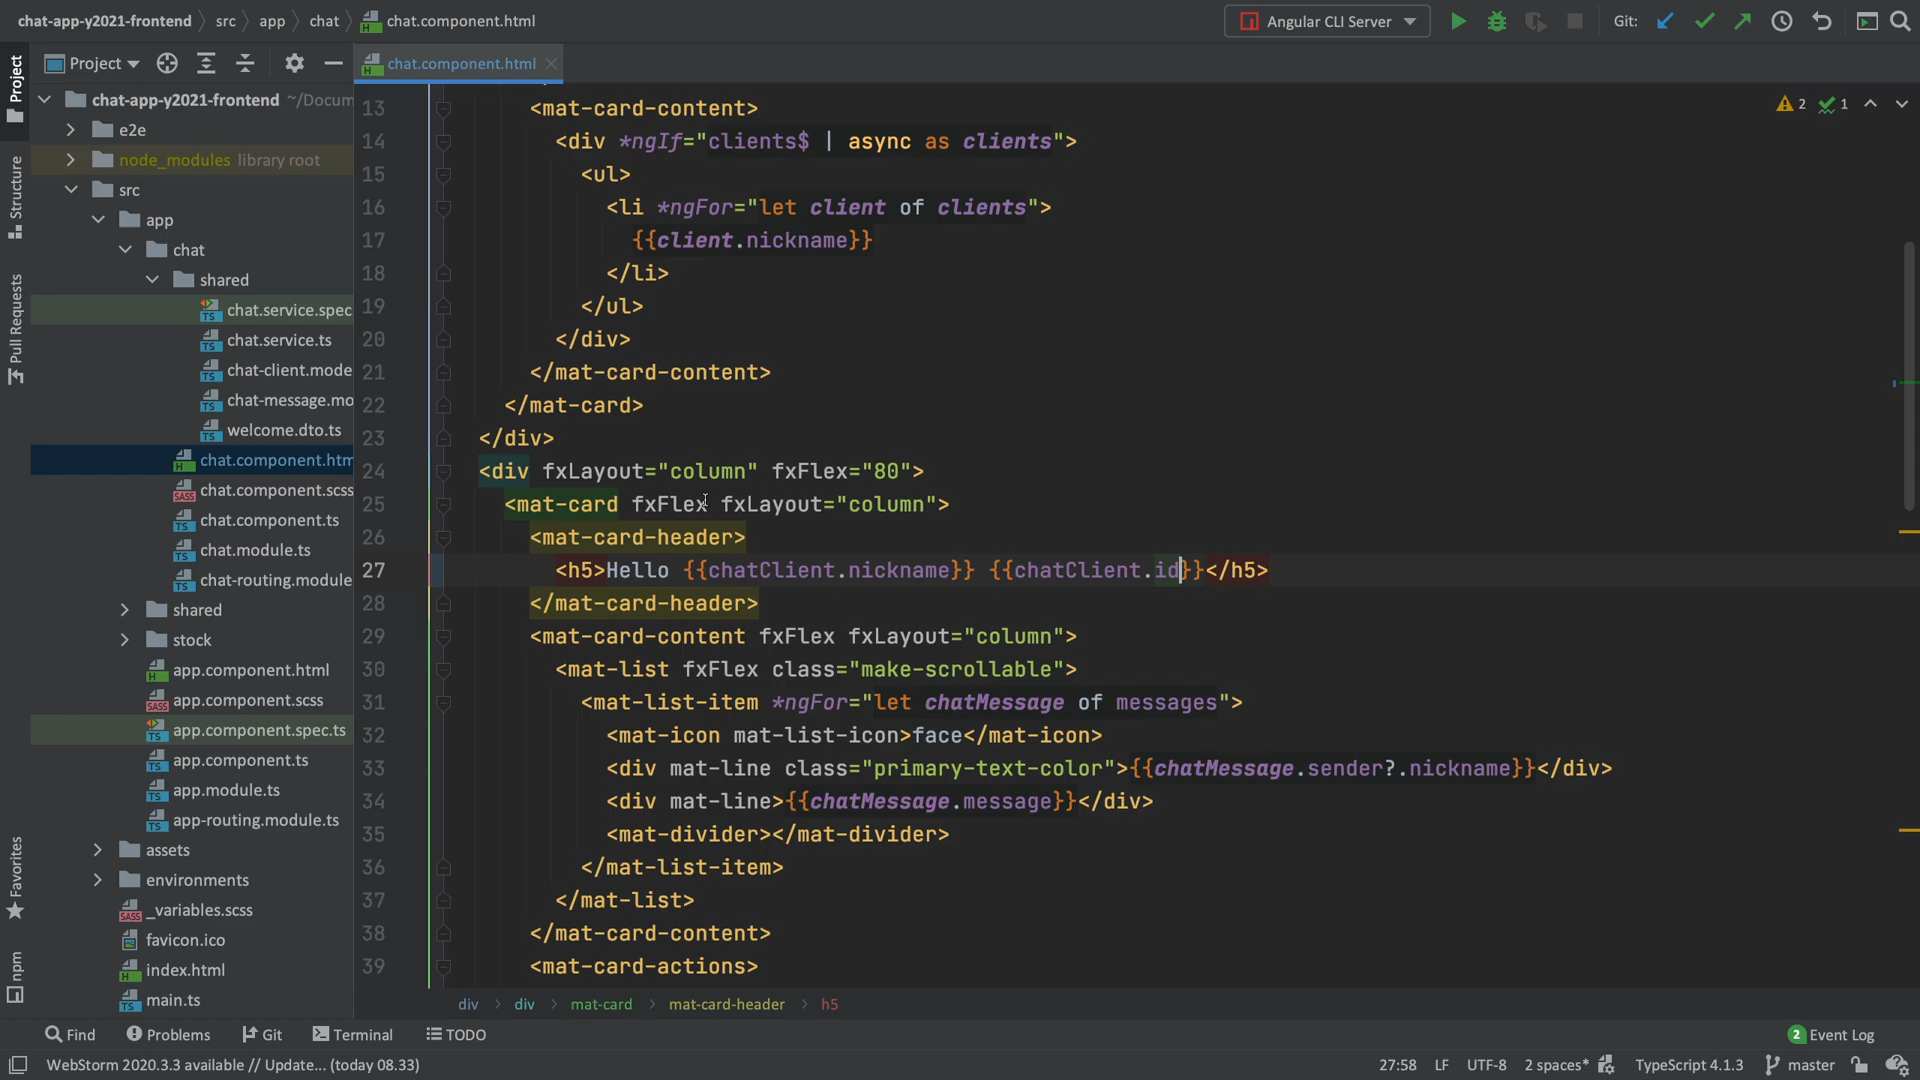 chat-app-y2021-frontend src app chat chat.component.html
Angular CLI Server
Git:
Project
chat.component.html
Project
Structure
Pull Requests
Favorites
npm
chat-app-y2021-frontend ~/Docum
e2e
node_modules library root
src
app
chat
shared
chat.service.spec
chat.service.ts
chat-client.mode
chat-message.mo
welcome.dto.ts
chat.component.htm
chat.component.scss
chat.component.ts
chat.module.ts
chat-routing.module
shared
stock
app.component.html
app.component.scss
app.component.spec.ts
app.component.ts
app.module.ts
app-routing.module.ts
assets
environments
_variables.scss
favicon.ico
index.html
main.ts
2 1
13 <mat-card-content>
14 <div *ngIf="clients$ | async as clients">
15 <ul>
16 <li *ngFor="let client of clients">
17 {{client.nickname}}
18 </li>
19 </ul>
20 </div>
21 </mat-card-content>
22 </mat-card>
23 </div>
24 <div fxLayout="column" fxFlex="80">
25 <mat-card fxFlex fxLayout="column">
26 <mat-card-header>
27 <h5>Hello {{chatClient.nickname}} {{chatClient.id}}</h5>
28 </mat-card-header>
29 <mat-card-content fxFlex fxLayout="column">
30 <mat-list fxFlex class="make-scrollable">
31 <mat-list-item *ngFor="let chatMessage of messages">
32 <mat-icon mat-list-icon>face</mat-icon>
33 <div mat-line class="primary-text-color">{{chatMessage.sender?.nickname}}</div>
34 <div mat-line>{{chatMessage.message}}</div>
35 <mat-divider></mat-divider>
36 </mat-list-item>
37 </mat-list>
38 </mat-card-content>
39 <mat-card-actions>
div div mat-card mat-card-header h5
Find Problems Git Terminal TODO
2 Event Log
WebStorm 2020.3.3 available // Update... (today 08.33)
27:58 LF UTF-8 2 spaces* TypeScript 4.1.3 master